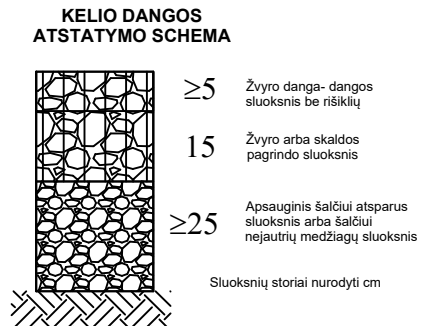 KELIO DANGOS
ATSTATYMO SCHEMA
≥5
Žvyro danga- dangos
sluoksnis be rišiklių
15
Žvyro arba skaldos
pagrindo sluoksnis
≥25
Apsauginis šalčiui atsparus
sluoksnis arba šalčiui
nejautrių medžiagų sluoksnis
Sluoksnių storiai nurodyti cm